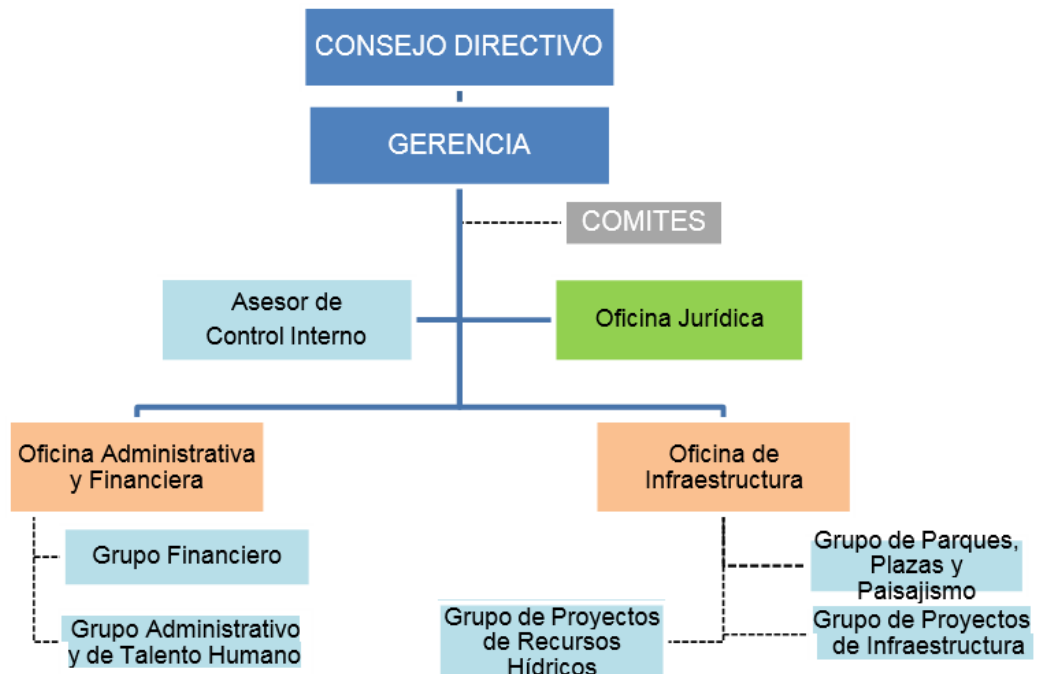 CONSEJO DIRECTIVO
GERENCIA
COMITES
Asesor de
Control Interno
Oficina Jurídica
Oficina Administrativa
y Financiera
Oficina de
Infraestructura
Grupo Financiero
Grupo Administrativo
y de Talento Humano
Grupo de Parques,
Plazas y
Paisajismo
Grupo de Proyectos
de Recursos
Hídricos
Grupo de Proyectos
de Infraestructura